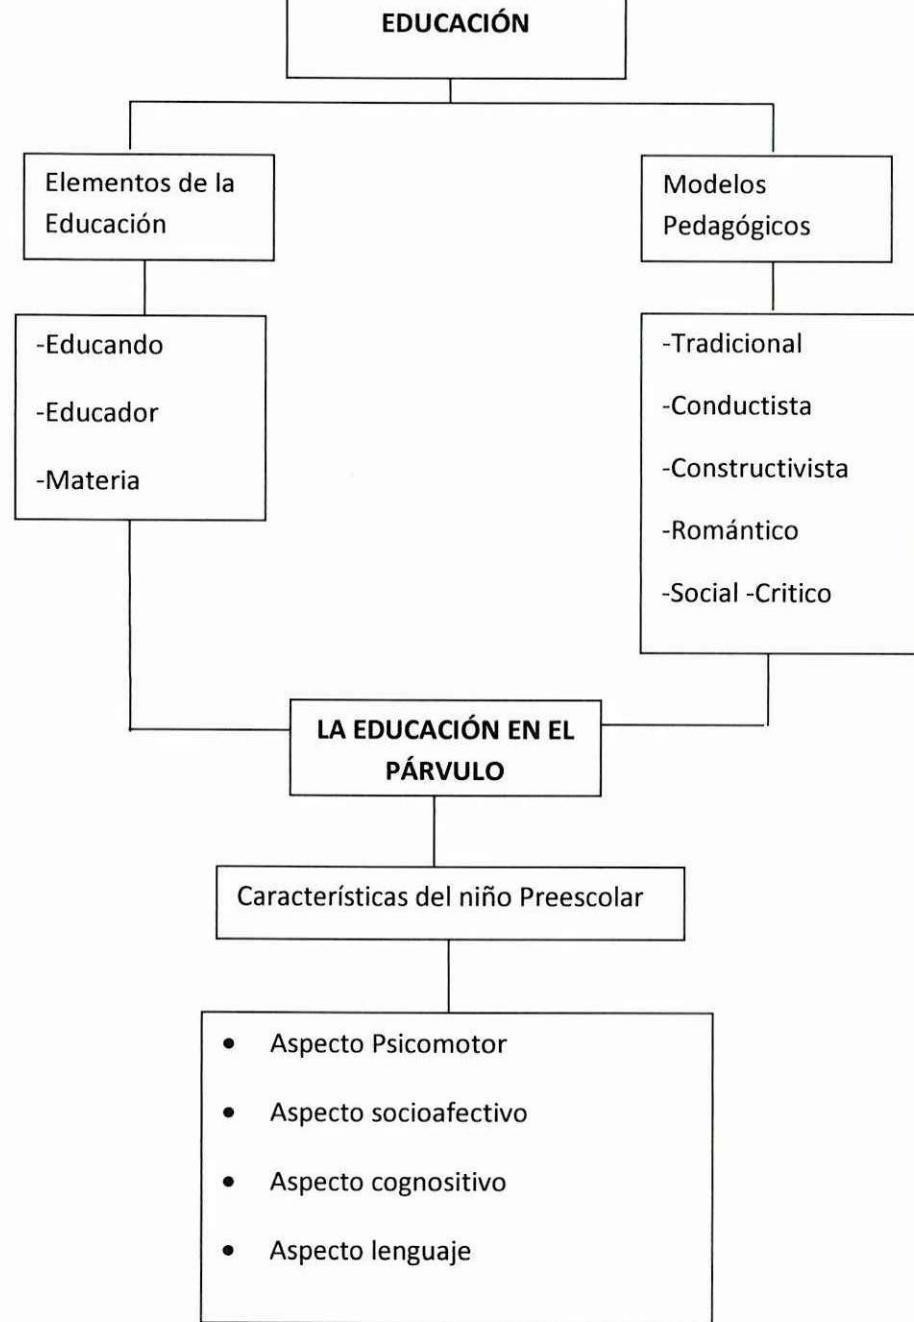 EDUCACIÓN
Elementos de la
Educación
Modelos
Pedagógicos
-Educando
-Educador
-Materia
-Tradicional
-Conductista
-Constructivista
-Romántico
-Social -Critico
LA EDUCACIÓN EN EL
PÁRVULO
Característícas del niño Preescolar
• Aspecto Psicomotor
• Aspecto socioafectivo
• Aspecto cognositivo
• Aspecto lenguaje